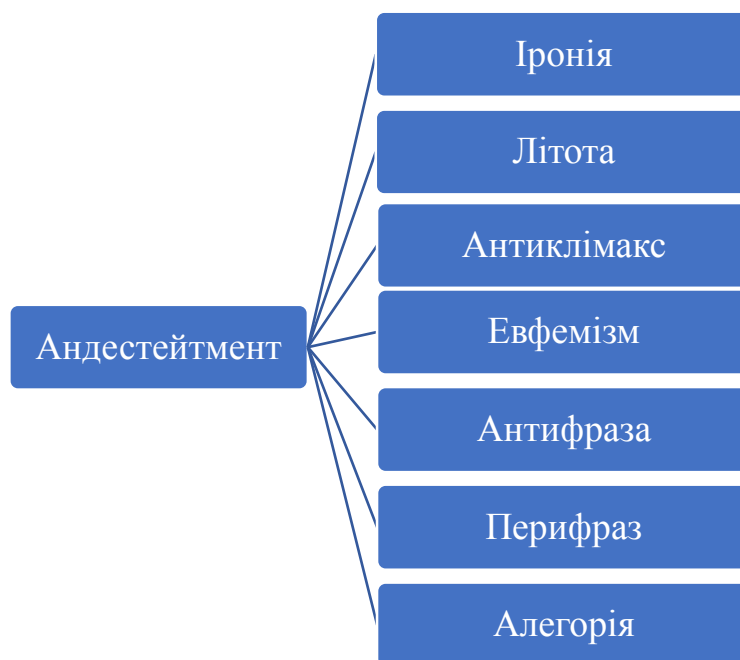 Іронія
Літота
Антиклімакс
Евфемізм
Андестейтмент
Антифраза
Перифраз
Алегорія